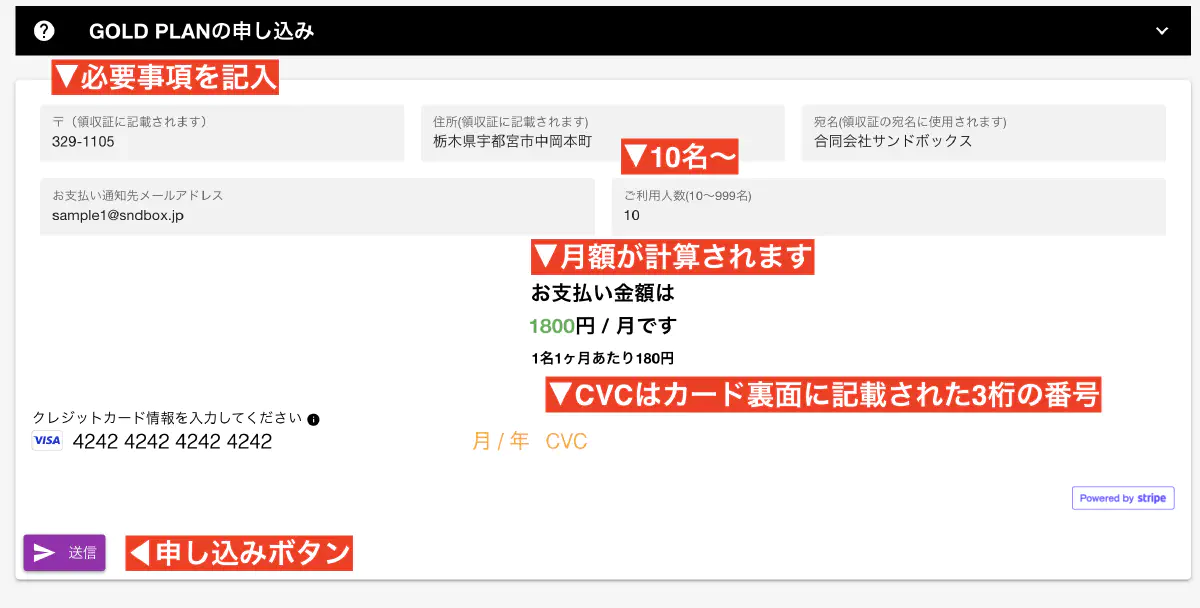 GOLD PLANの申し込み
▼必要事項を記入
〒（領収証に記載されます）
329-1105
住所(領収証に記載されます)
栃木県宇都宮市中岡本町
宛名(領収証の宛名に使用されます)
合同会社サンドボックス
▼10名〜
お支払い通知先メールアドレス
sample1@sndbox.jp
ご利用人数(10〜999名)
10
▼月額が計算されます
お支払い金額は
1800円 / 月です
1名1ヶ月あたり180円
▼CVCはカード裏面に記載された3桁の番号
クレジットカード情報を入力してください
VISA 4242 4242 4242 4242 月 / 年 CVC
Powered by stripe
送信
◀申し込みボタン